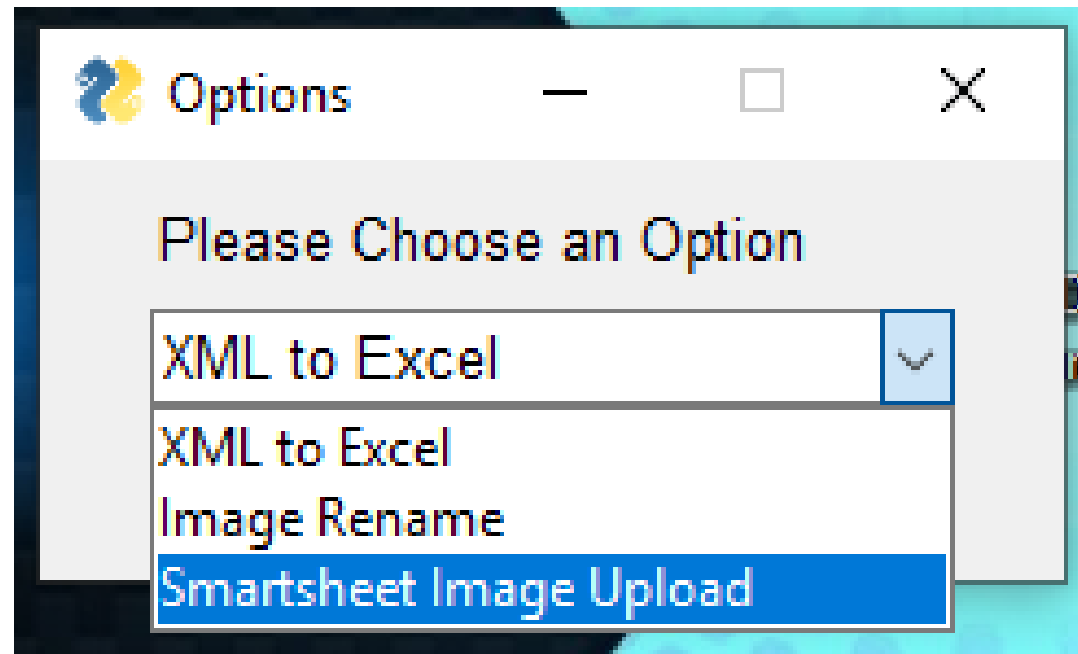 Options
Please Choose an Option
XML to Excel
XML to Excel
Image Rename
Smartsheet Image Upload